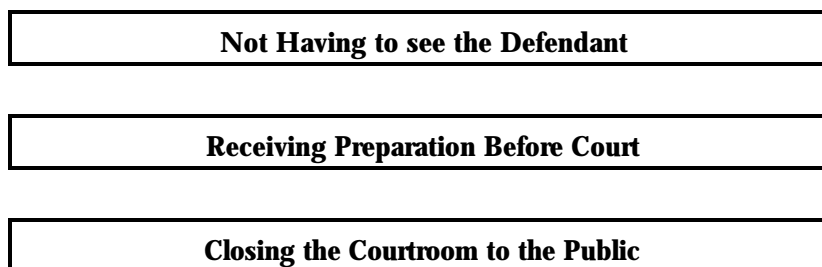 Not Having to see the Defendant
Receiving Preparation Before Court
Closing the Courtroom to the Public